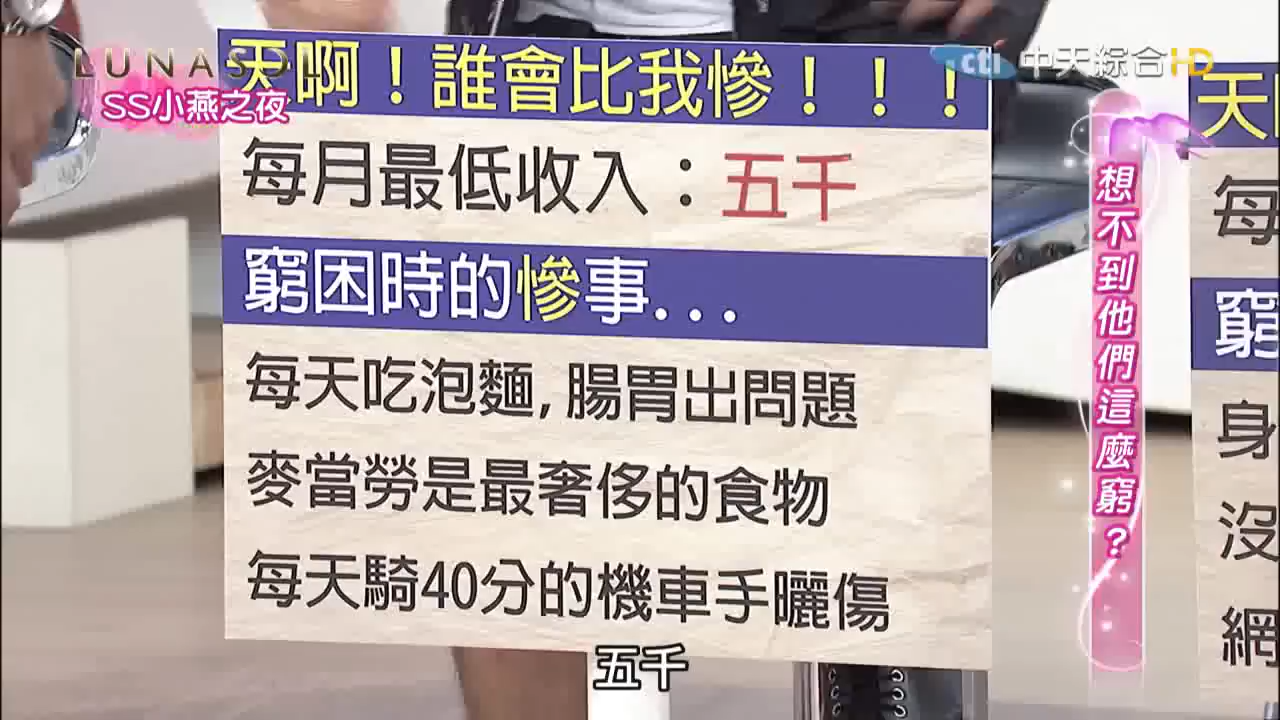 LUNASOL
SS小燕之夜
cti 中天綜合HD
天啊！誰會比我慘！！！
每月最低收入：五千
窮困時的慘事...
每天吃泡麵,腸胃出問題
麥當勞是最奢侈的食物
每天騎40分的機車手曬傷
想不到他們這麼窮？
天
每
窮
身
沒
網
五千